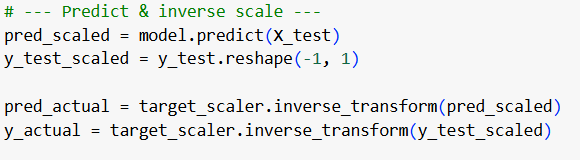 # --- Predict & inverse scale ---
pred_scaled = model.predict(X_test)
y_test_scaled = y_test.reshape(-1, 1)
pred_actual = target_scaler.inverse_transform(pred_scaled)
y_actual = target_scaler.inverse_transform(y_test_scaled)